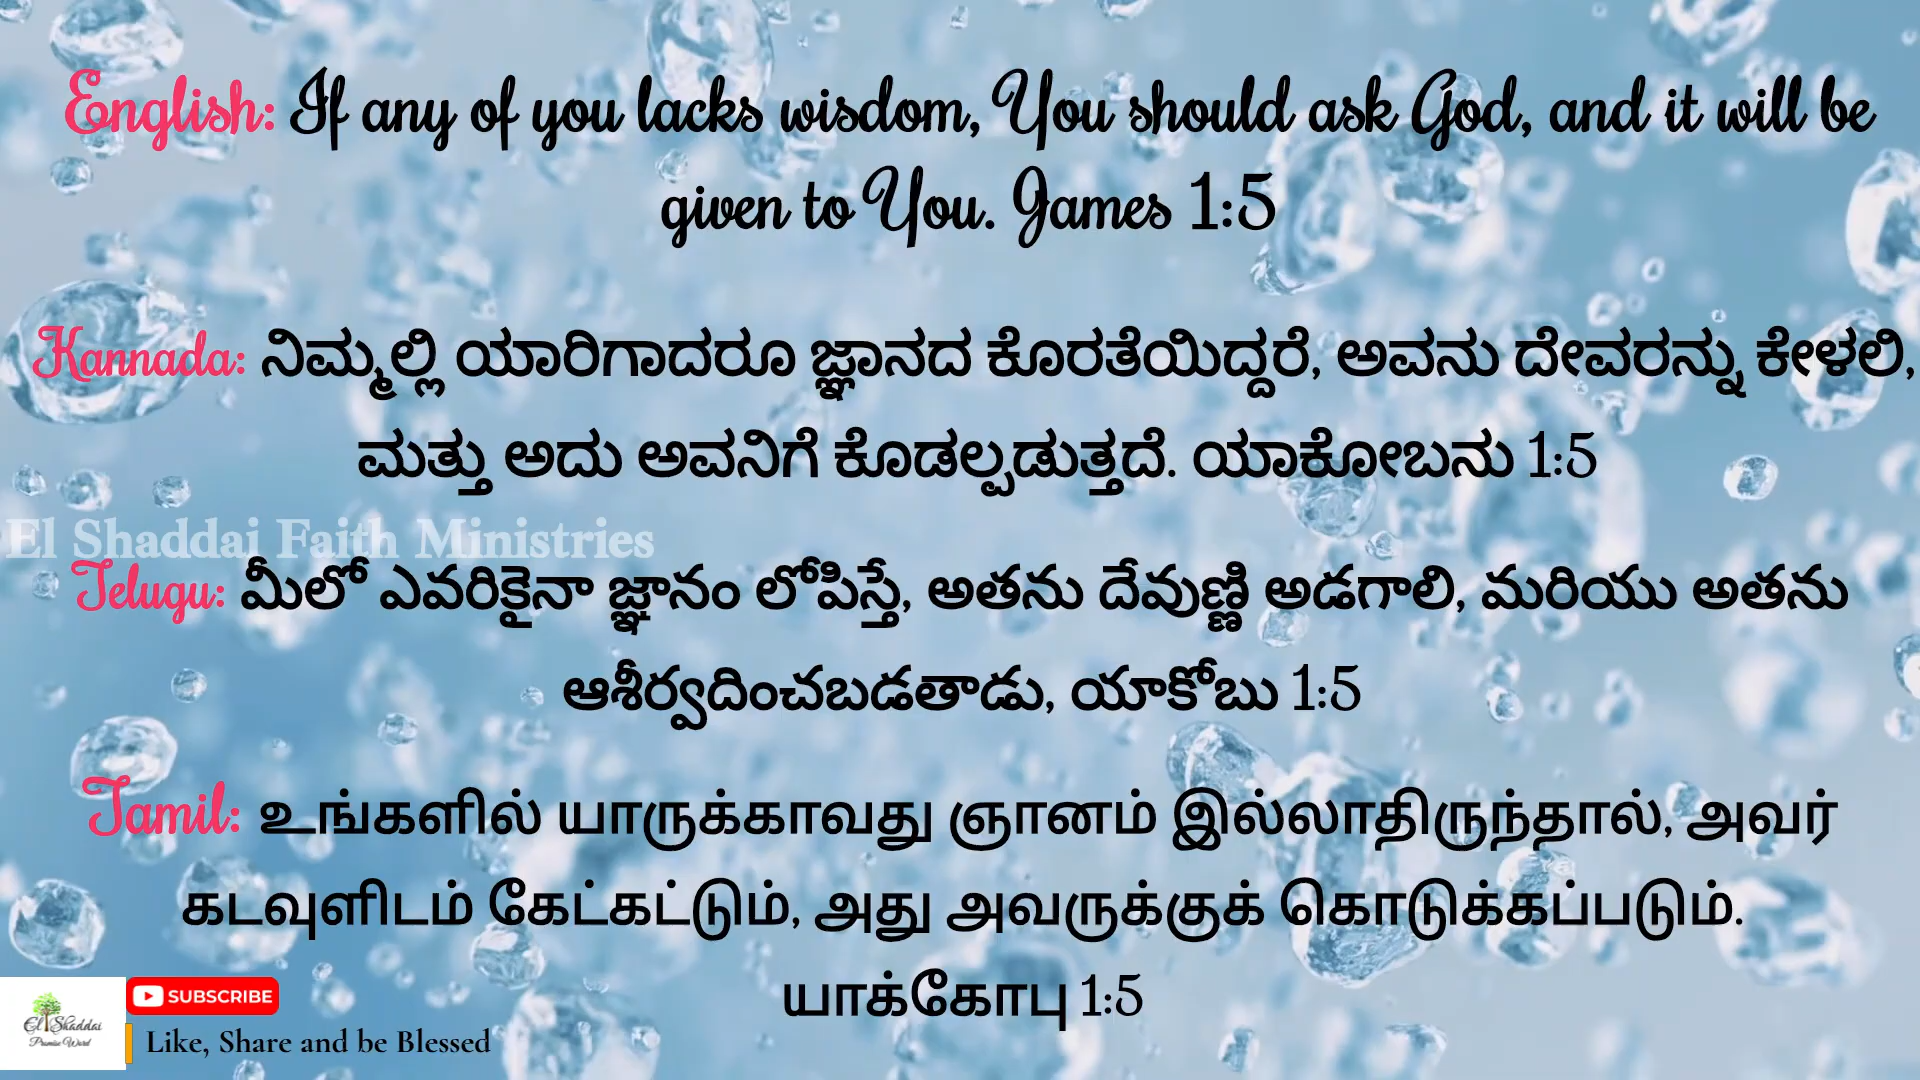 English: If any of you lacks wisdom, You should ask God, and it will be
given to You. James 1:5
Kannada: ನಿಮ್ಮಲ್ಲಿ ಯಾರಿಗಾದರೂ ಜ್ಞಾನದ ಕೊರತೆಯಿದ್ದರೆ, ಅವನು ದೇವರನ್ನು ಕೇಳಲಿ,
ಮತ್ತು ಅದು ಅವನಿಗೆ ಕೊಡಲ್ಪಡುತ್ತದೆ. ಯಾಕೋಬನು 1:5
El Shaddai Faith Ministries
Telugu: మీలో ఎవరికైనా జ్ఞానం లోపిస్తే, అతను దేవుణ్ణి అడగాలి, మరియు అతను
ఆశీర్వదించబడతాడు, యాకోబు 1:5
Tamil: உங்களில் யாருக்காவது ஞானம் இல்லாதிருந்தால், அவர்
கடவுளிடம் கேட்கட்டும், அது அவருக்குக் கொடுக்கப்படும்.
யாக்கோபு 1:5
SUBSCRIBE
El Shaddai
Promise Word
Like, Share and be Blessed